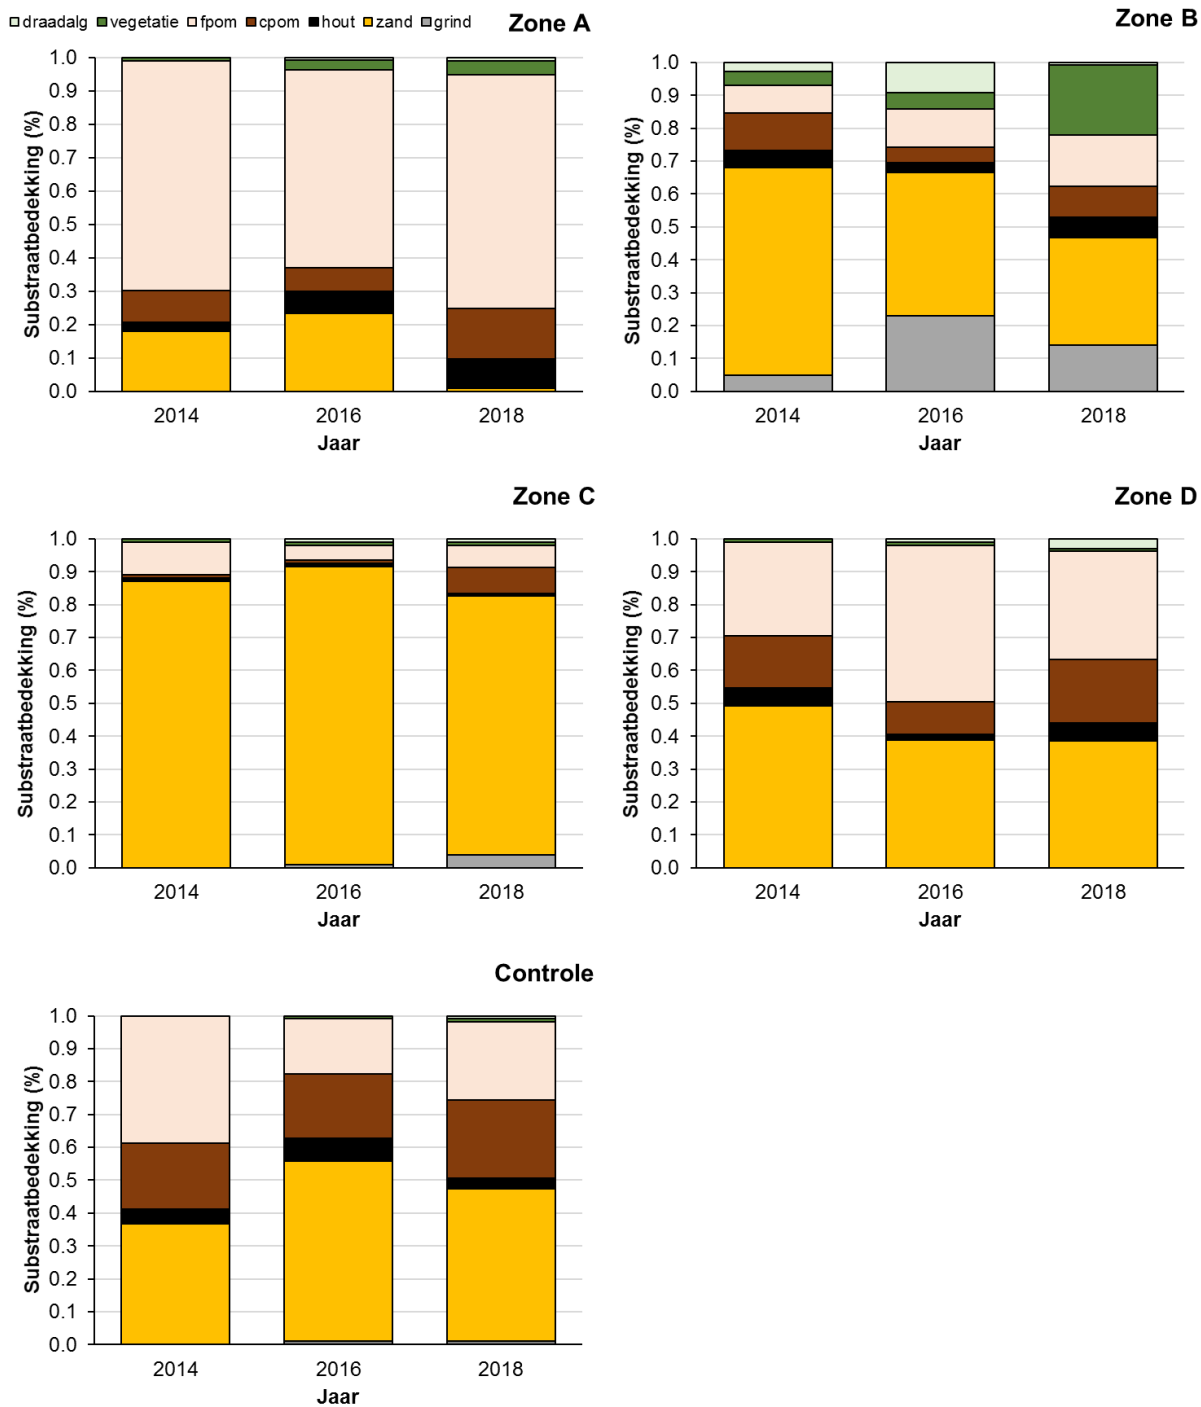 draadalg vegetatie fpom cpom hout zand grind
Zone A
Substraatbedekking (%)
1.0
0.9
0.8
0.7
0.6
0.5
0.4
0.3
0.2
0.1
0.0
2014 2016 2018
Jaar
Zone B
Substraatbedekking (%)
1.0
0.9
0.8
0.7
0.6
0.5
0.4
0.3
0.2
0.1
0.0
2014 2016 2018
Jaar
Zone C
Substraatbedekking (%)
1.0
0.9
0.8
0.7
0.6
0.5
0.4
0.3
0.2
0.1
0.0
2014 2016 2018
Jaar
Zone D
Substraatbedekking (%)
1.0
0.9
0.8
0.7
0.6
0.5
0.4
0.3
0.2
0.1
0.0
2014 2016 2018
Jaar
Controle
Substraatbedekking (%)
1.0
0.9
0.8
0.7
0.6
0.5
0.4
0.3
0.2
0.1
0.0
2014 2016 2018
Jaar